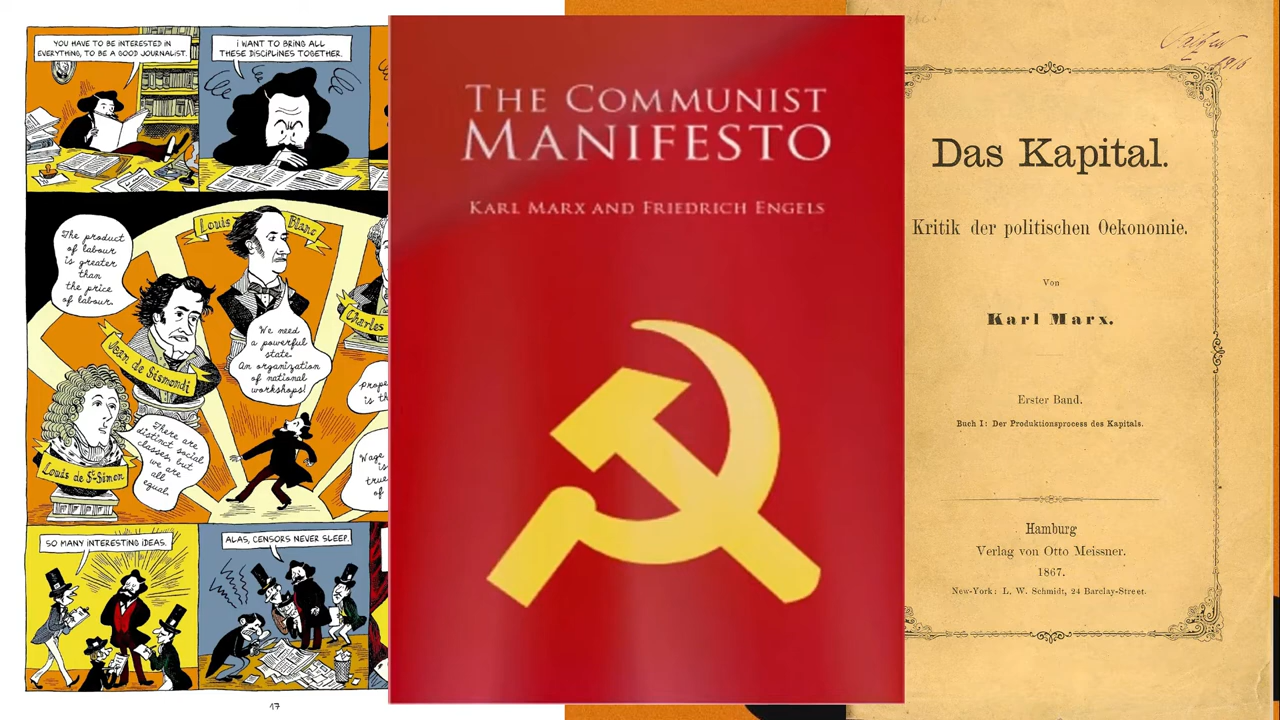 YOU HAVE TO BE INTERESTED IN
EVERYTHING, TO BE A GOOD JOURNALIST.
I WANT TO BRING ALL
THESE DISCIPLINES TOGETHER.
The product
of labour
is greater
than
the price
of labour.
Louis Blanc
Jean de Sismondi
We need
a powerful
state.
An organization
of national
workshops!
Charles
Louis de St-Simon
There are
distinct social
classes, but
we are
all
equal.
is
of
SO MANY INTERESTING IDEAS.
ALAS, CENSORS NEVER SLEEP.
17
THE COMMUNIST
MANIFESTO
KARL MARX AND FRIEDRICH ENGELS
Das Kapital.
Kritik der politischen Oekonomie.
Von
Karl Marx.
Erster Band.
Buch I: Der Produktionsprocess des Kapitals.
Hamburg
Verlag von Otto Meissner.
1867.
New-York: L. W. Schmidt, 24 Barclay-Street.